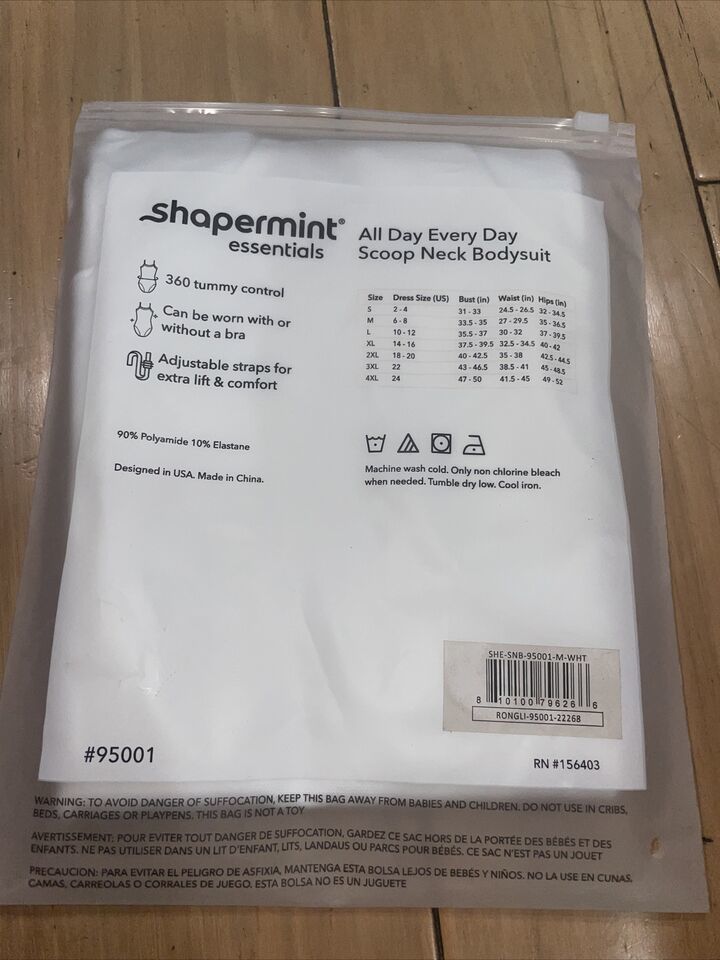 shapermint®
essentials
360 tummy control
Can be worn with or
without a bra
Adjustable straps for
extra lift & comfort
90% Polyamide 10% Elastane
Designed in USA. Made in China.
All Day Every Day
Scoop Neck Bodysuit
Size Dress Size (US) Bust (in) Waist (in) Hips (in)
S 2 - 4 31 - 33 24.5 - 26.5 32 - 34.5
M 6 - 8 33.5 - 35 27 - 29.5 35 - 36.5
L 10 - 12 35.5 - 37 30 - 32 37 - 39.5
XL 14 - 16 37.5 - 39.5 32.5 - 34.5 40 - 42
2XL 18 - 20 40 - 42.5 35 - 38 42.5 - 44.5
3XL 22 43 - 46.5 38.5 - 41 45 - 48.5
4XL 24 47 - 50 41.5 - 45 49 - 52
Machine wash cold. Only non chlorine bleach
when needed. Tumble dry low. Cool iron.
SHE-SNB-95001-M-WHT
8 10100 79626 6
RONGLI-95001-22268
#95001
RN #156403
WARNING: TO AVOID DANGER OF SUFFOCATION, KEEP THIS BAG AWAY FROM BABIES AND CHILDREN. DO NOT USE IN CRIBS,
BEDS, CARRIAGES OR PLAYPENS. THIS BAG IS NOT A TOY
AVERTISSEMENT: POUR EVITER TOUT DANGER DE SUFFOCATION, GARDEZ CE SAC HORS DE LA PORTÉE DES BÉBÉS ET DES
ENFANTS. NE PAS UTILISER DANS UN LIT D'ENFANT, LITS, LANDAUS OU PARCS POUR BÉBÉS. CE SAC N'EST PAS UN JOUET
PRECAUCION: PARA EVITAR EL PELIGRO DE ASFIXIA, MANTENGA ESTA BOLSA LEJOS DE BEBÉS Y NIÑOS. NO LA USE EN CUNAS,
CAMAS, CARREOLAS O CORRALES DE JUEGO. ESTA BOLSA NO ES UN JUGUETE